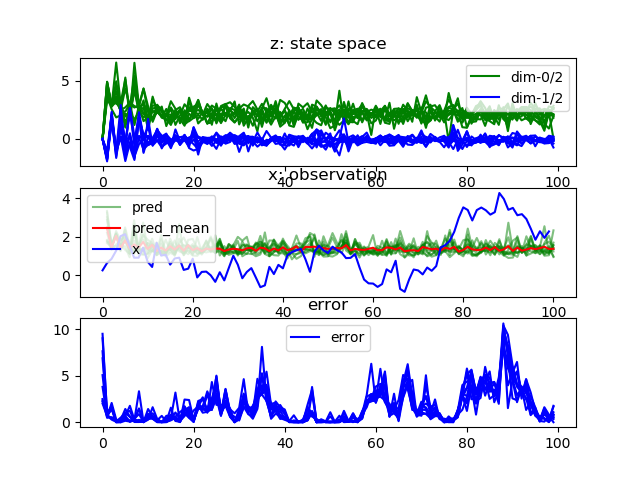 z: state space
5
0
dim-0/2
dim-1/2
0 20 40 60 80 100
x: observation
4
2
0
pred
pred_mean
x
0 20 40 60 80 100
error
10
5
0
error
0 20 40 60 80 100